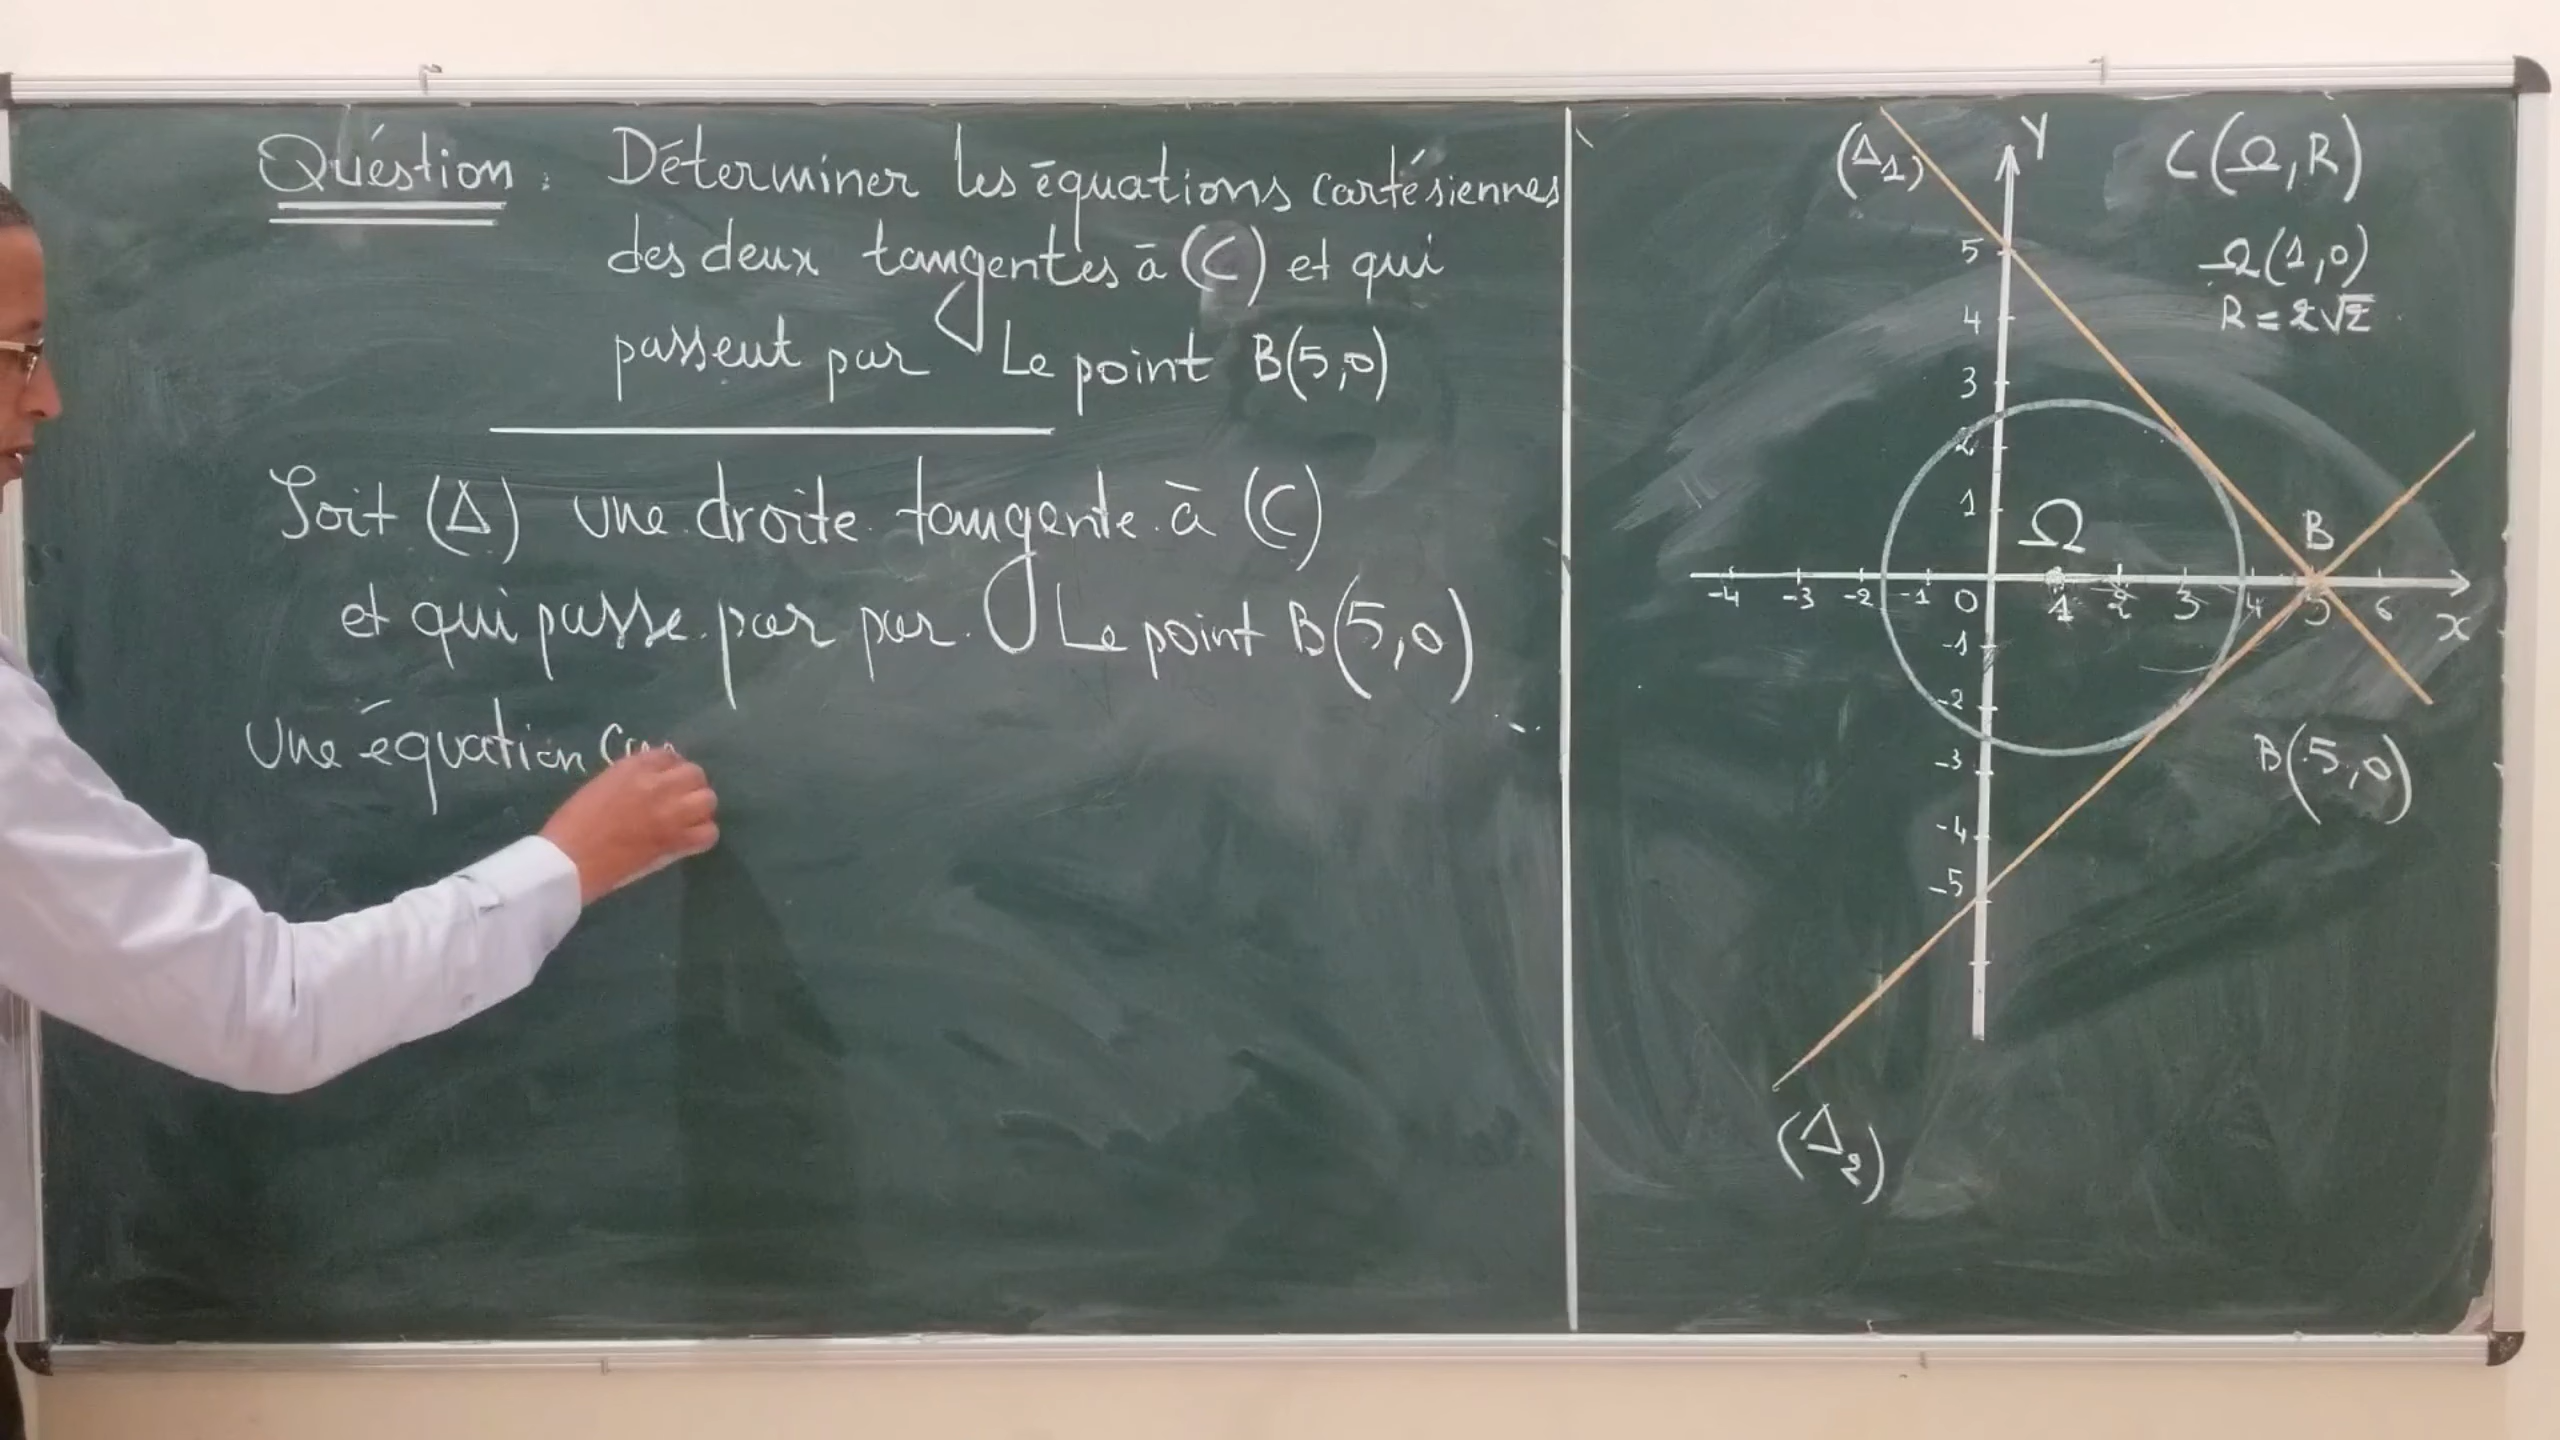 Quéstion : Déterminer les équations cartésiennes
des deux tangentes à (C) et qui
passent par Le point B(5,0)
Soit (Δ) une droite tangente à (C)
et qui passe par par Le point B(5,0)
Une équation
(Δ1)
Y
C(Ω,R)
Ω(1,0)
R = 2√2
5
4
3
2
1
Ω
B
-4 -3 -2 -1 0 1 2 3 4 5 6 x
-1
-2
-3
-4
-5
B(5,0)
(Δ2)